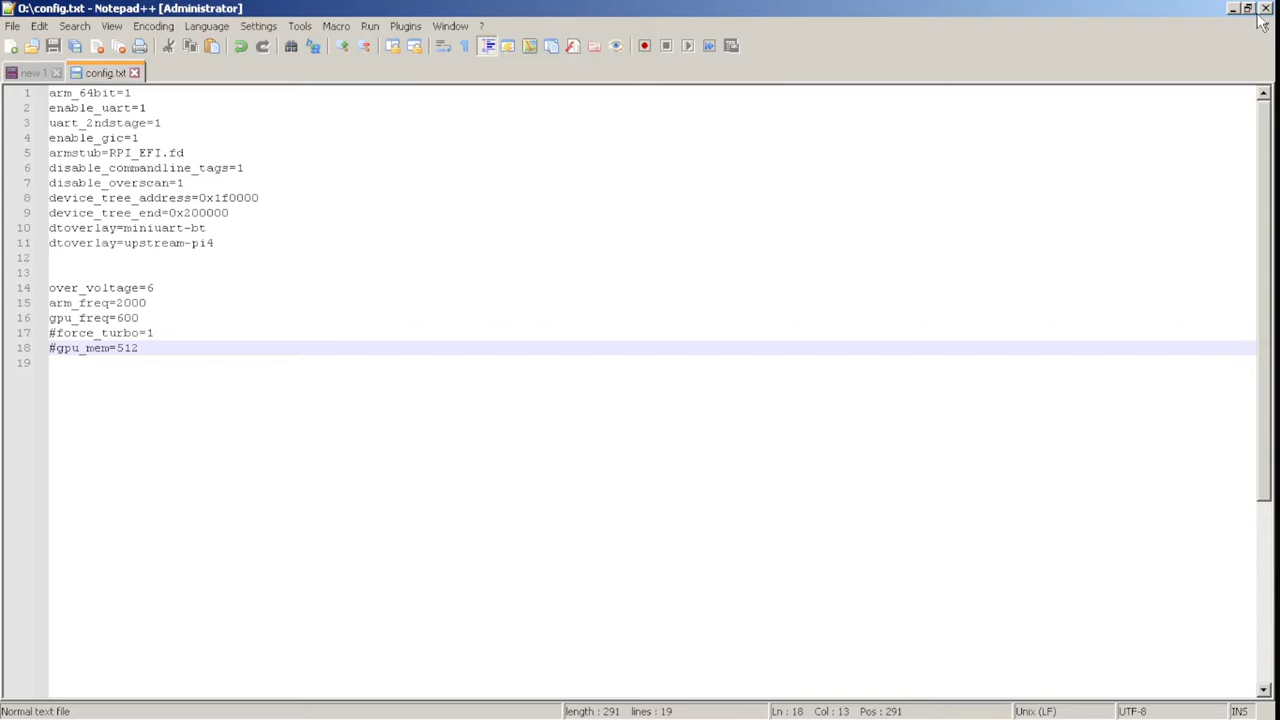 O:\config.txt - Notepad++ [Administrator]
File Edit Search View Encoding Language Settings Tools Macro Run Plugins Window ?
new 1 config.txt
1 arm_64bit=1
2 enable_uart=1
3 uart_2ndstage=1
4 enable_gic=1
5 armstub=RPI_EFI.fd
6 disable_commandline_tags=1
7 disable_overscan=1
8 device_tree_address=0x1f0000
9 device_tree_end=0x200000
10 dtoverlay=miniuart-bt
11 dtoverlay=upstream-pi4
12
13
14 over_voltage=6
15 arm_freq=2000
16 gpu_freq=600
17 #force_turbo=1
18 #gpu_mem=512
19
Normal text file length : 291 lines : 19 Ln : 18 Col : 13 Pos : 291 Unix (LF) UTF-8 INS